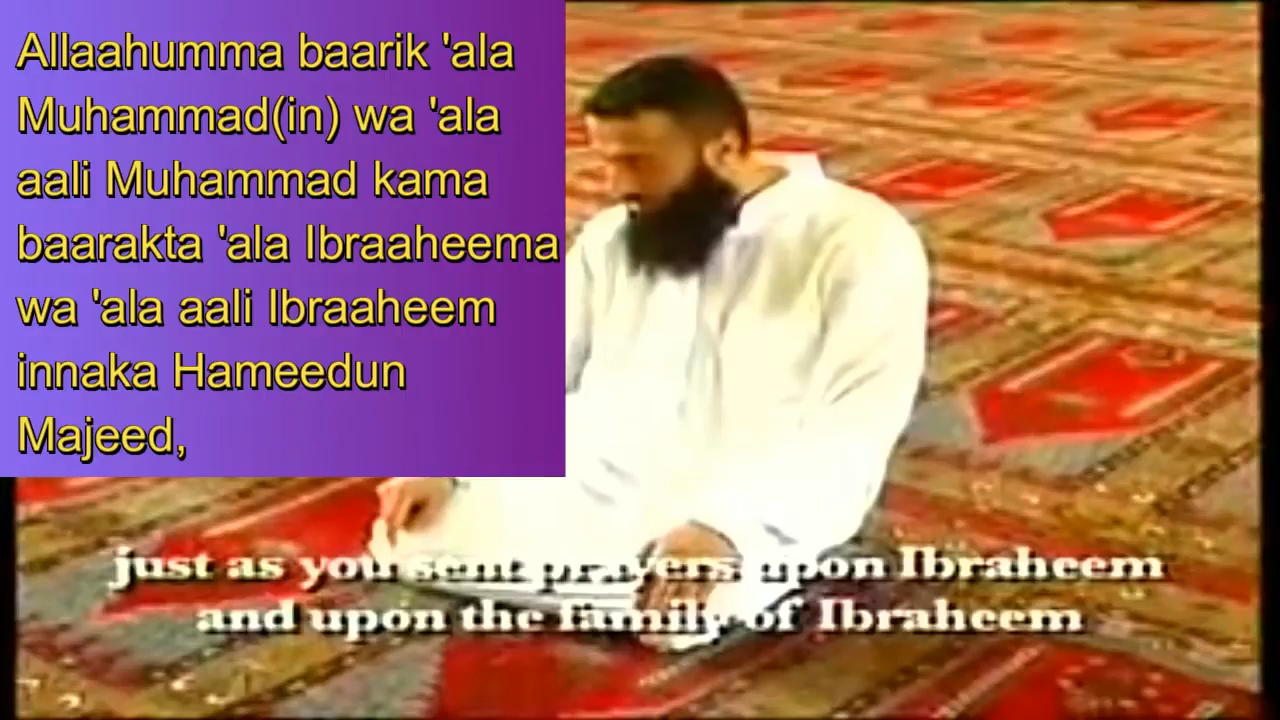 Allaahumma baarik 'ala
Muhammad(in) wa 'ala
aali Muhammad kama
baarakta 'ala Ibraaheema
wa 'ala aali Ibraaheem
innaka Hameedun
Majeed,
just as you sent prayers upon Ibraheem
and upon the family of Ibraheem